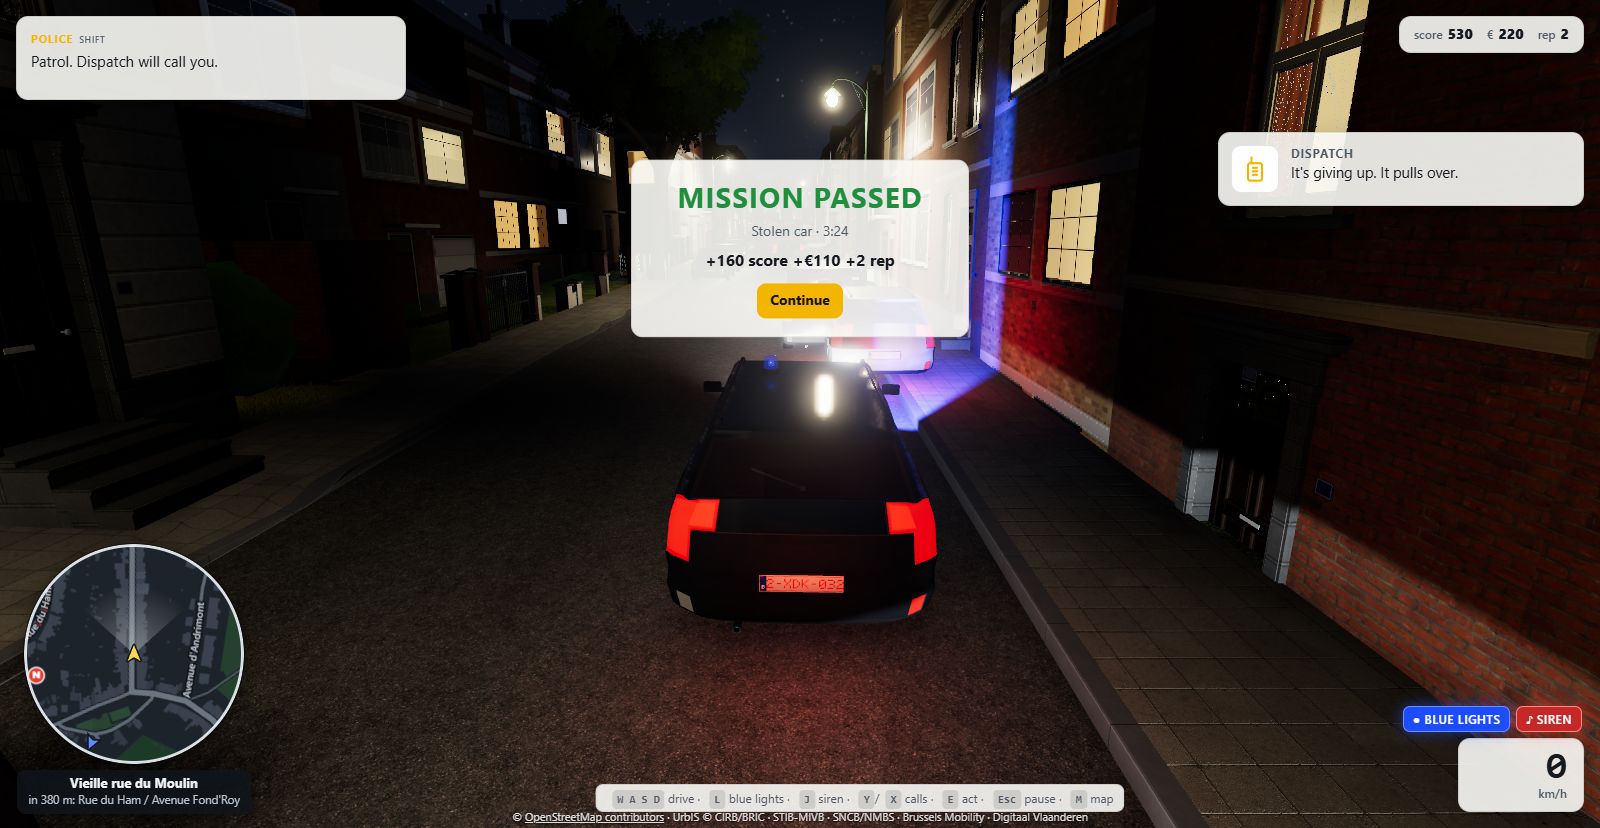 POLICE SHIFT
Patrol. Dispatch will call you.
score 530 € 220 rep 2
DISPATCH
It's giving up. It pulls over.
MISSION PASSED
Stolen car · 3:24
+160 score +€110 +2 rep
Continue
2-XDK-032
Avenue d'Andrimont
N
Vieille rue du Moulin
in 380 m: Rue du Ham / Avenue Fond'Roy
BLUE LIGHTS
♪ SIREN
0
km/h
W A S D drive · L blue lights · J siren · Y / X calls · E act · Esc pause · M map
© OpenStreetMap contributors · UrbIS © CIRB/BRIC · STIB-MIVB · SNCB/NMBS · Brussels Mobility · Digitaal Vlaanderen